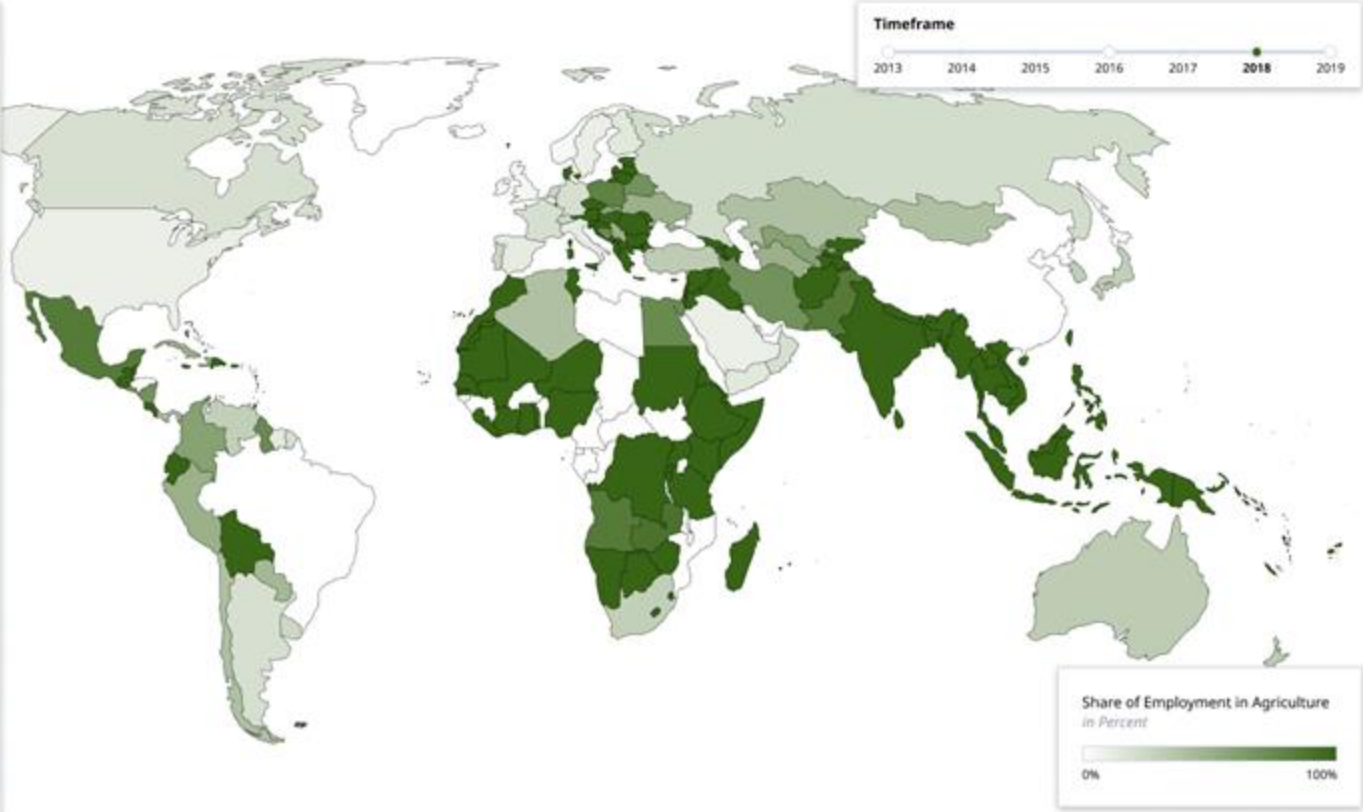 Timeframe
2013 2014 2015 2016 2017 2018 2019
Share of Employment in Agriculture
in Percent
0% 100%